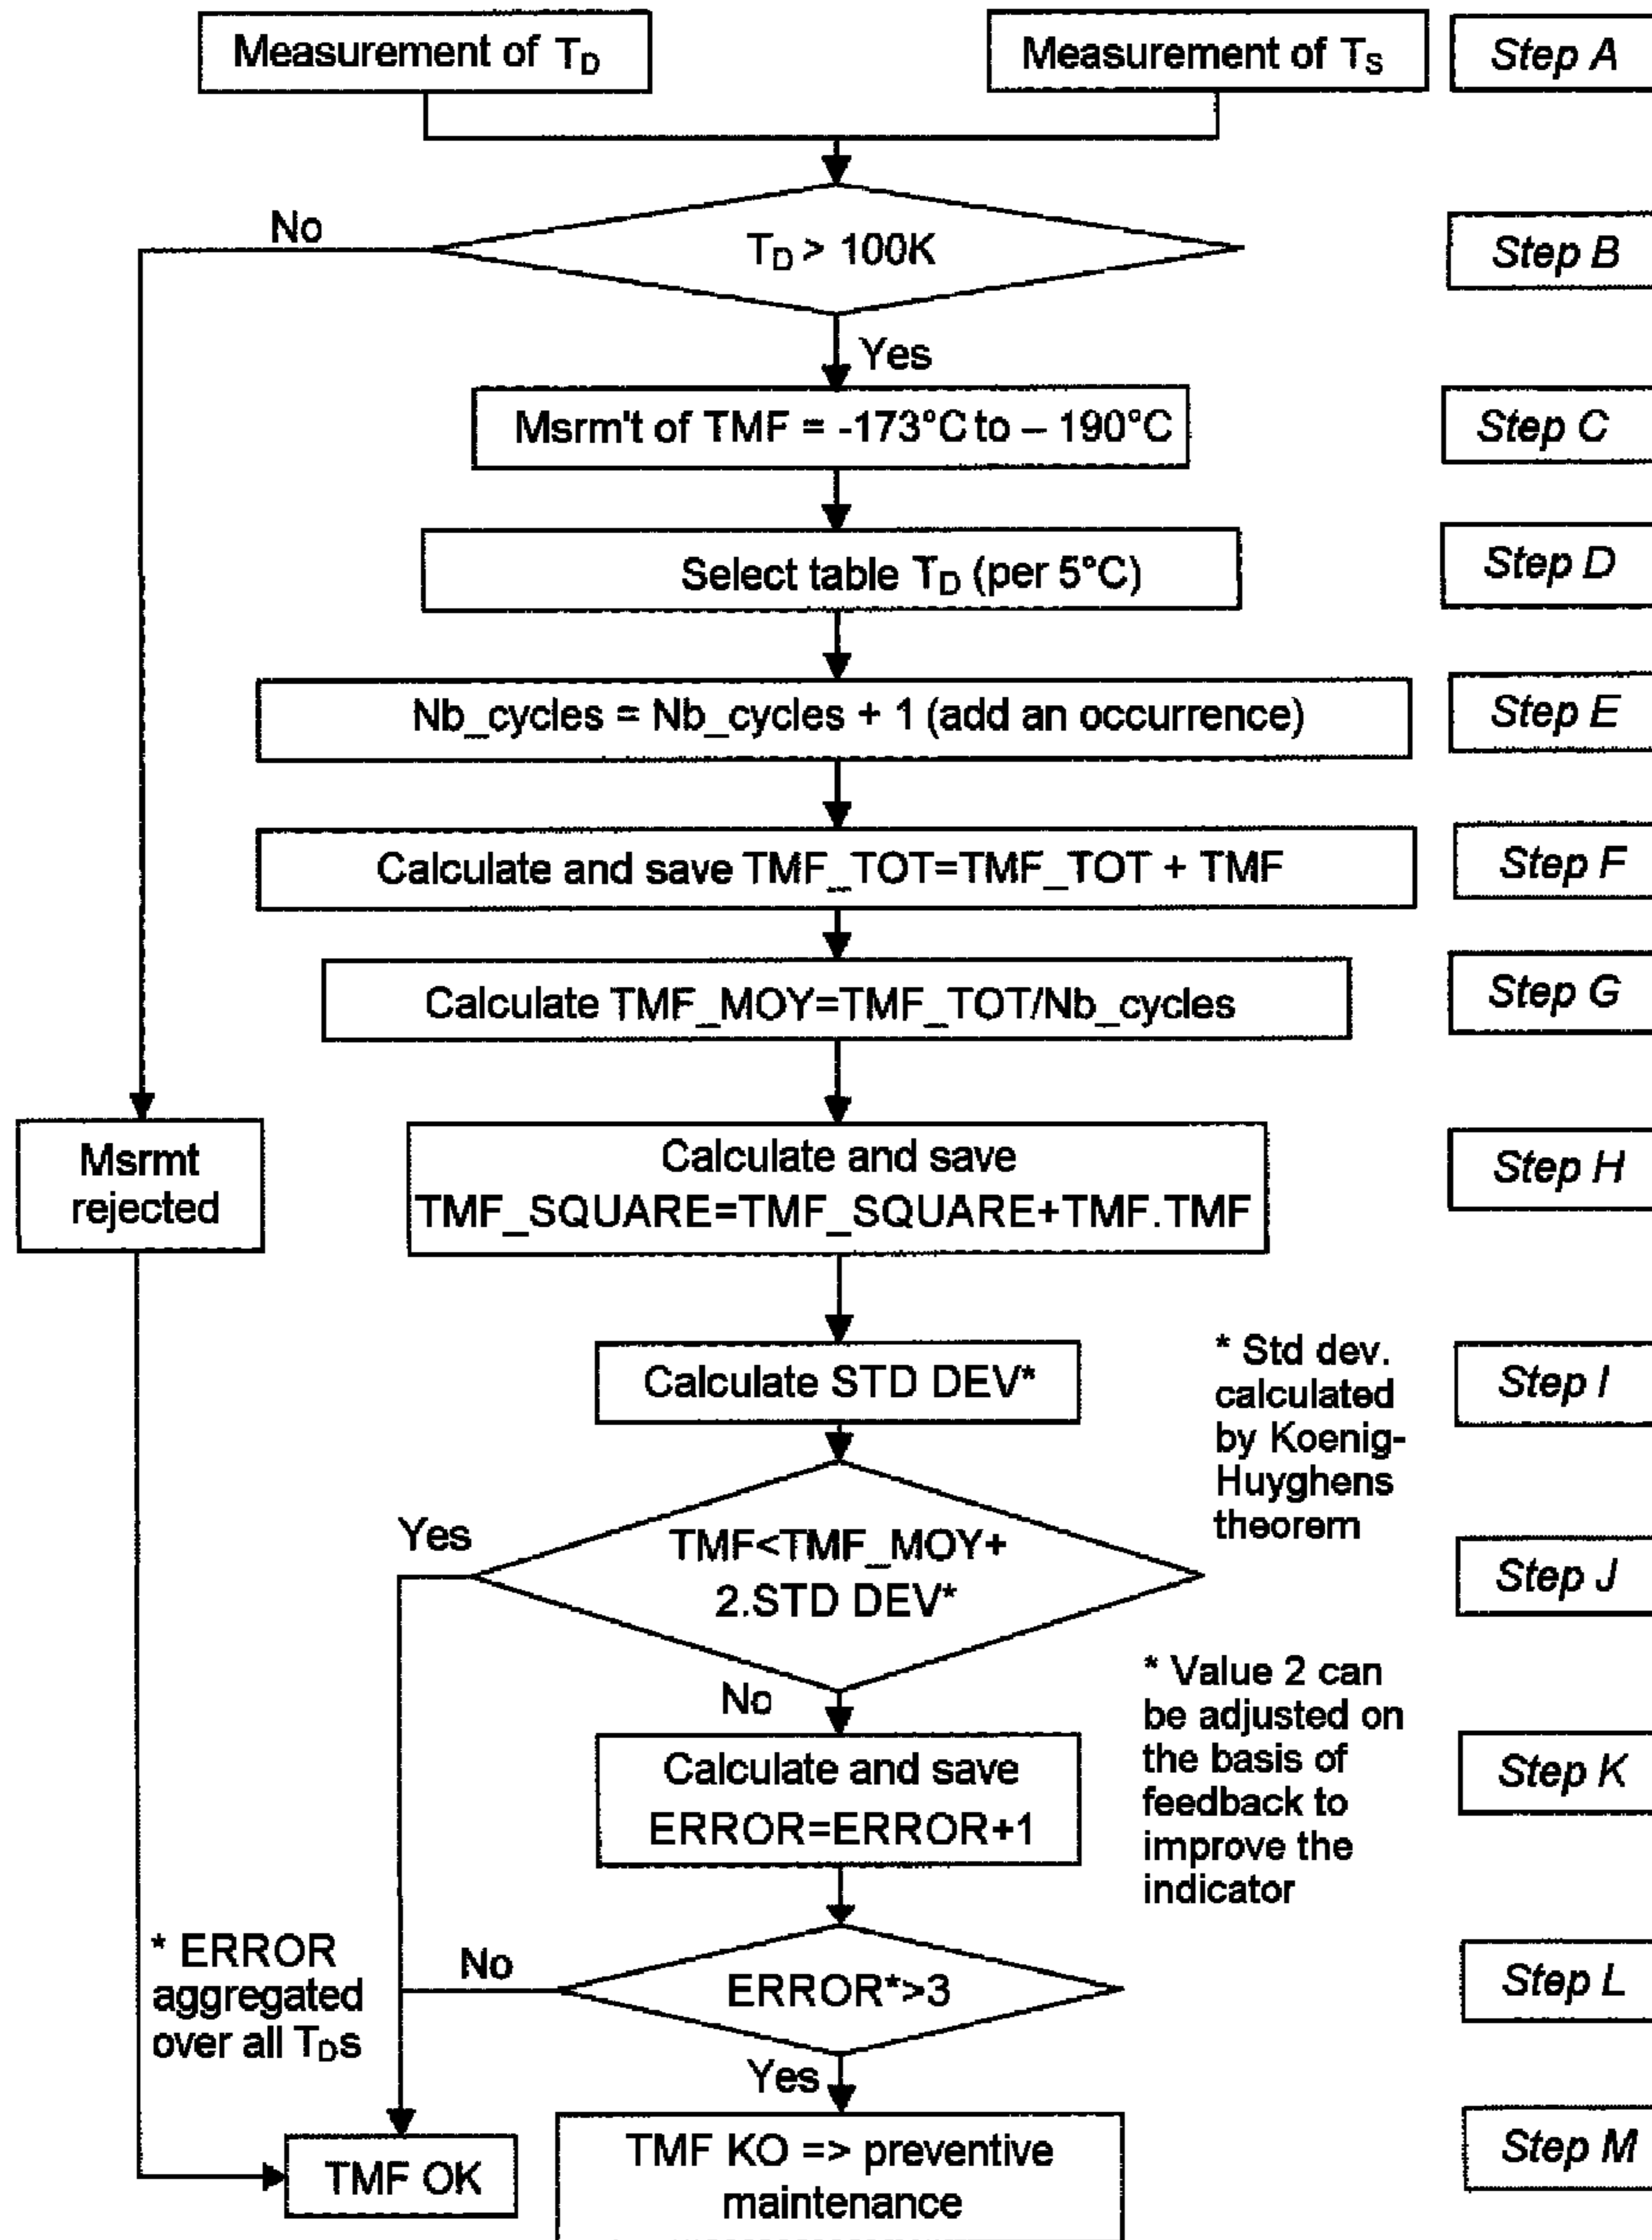 Measurement of TD
Measurement of TS
Step A
No
TD > 100K
Step B
Yes
Msrm't of TMF = -173°C to – 190°C
Step C
Select table TD (per 5°C)
Step D
Nb_cycles = Nb_cycles + 1 (add an occurrence)
Step E
Calculate and save TMF_TOT=TMF_TOT + TMF
Step F
Calculate TMF_MOY=TMF_TOT/Nb_cycles
Step G
Msrmt
rejected
Calculate and save
TMF_SQUARE=TMF_SQUARE+TMF.TMF
Step H
Calculate STD DEV*
* Std dev.
calculated
by Koenig-
Huyghens
theorem
Step I
Yes
TMF<TMF_MOY+
2.STD DEV*
Step J
No
* Value 2 can
be adjusted on
the basis of
feedback to
improve the
indicator
Calculate and save
ERROR=ERROR+1
Step K
* ERROR
aggregated
over all TDs
No
ERROR*>3
Step L
Yes
TMF OK
TMF KO => preventive
maintenance
Step M